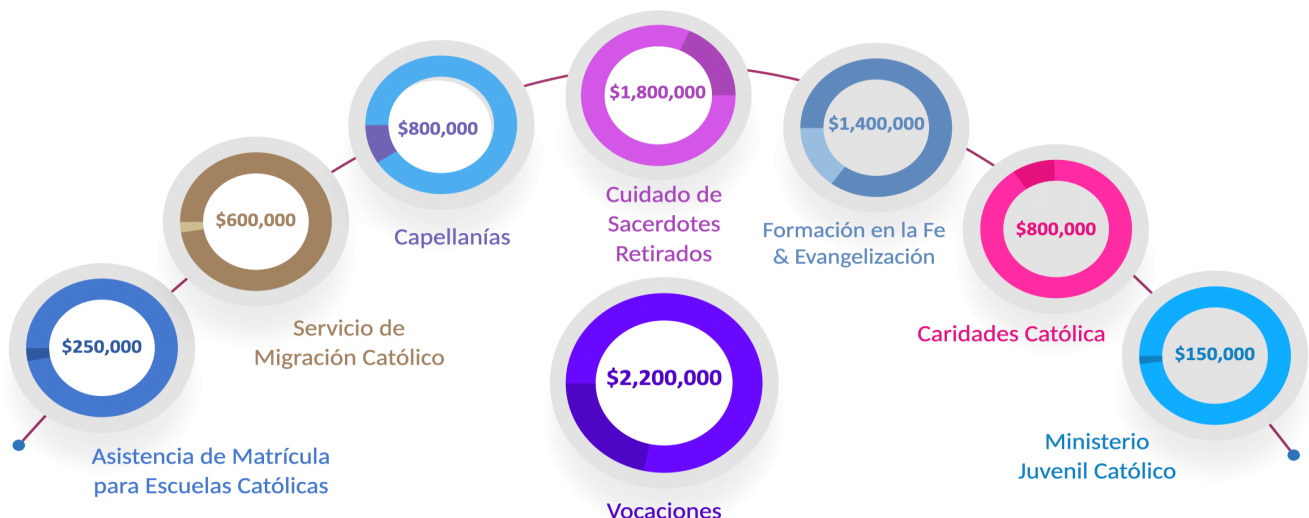 $250,000
Asistencia de Matrícula
para Escuelas Católicas
$600,000
Servicio de
Migración Católico
$800,000
Capellanías
$1,800,000
Cuidado de
Sacerdotes
Retirados
$2,200,000
Vocaciones
$1,400,000
Formación en la Fe
& Evangelización
$800,000
Caridades Católica
$150,000
Ministerio
Juvenil Católico